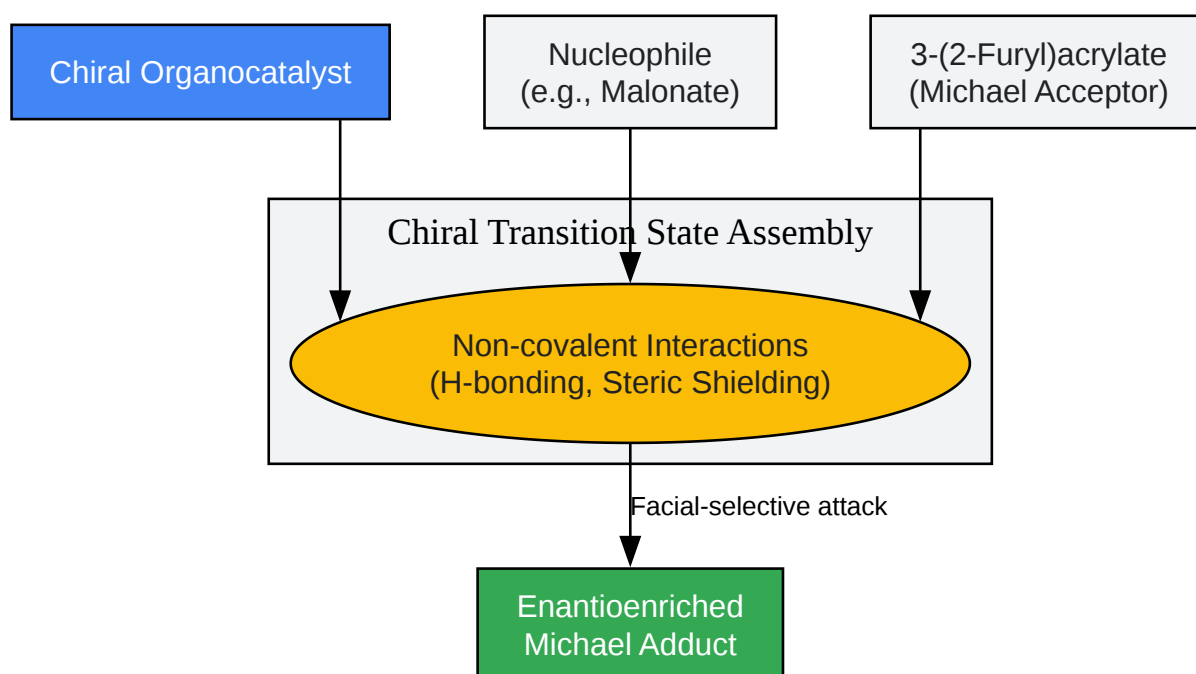 Chiral Organocatalyst
Nucleophile
(e.g., Malonate)
3-(2-Furyl)acrylate
(Michael Acceptor)
Chiral Transition State Assembly
Non-covalent Interactions
(H-bonding, Steric Shielding)
Facial-selective attack
Enantioenriched
Michael Adduct